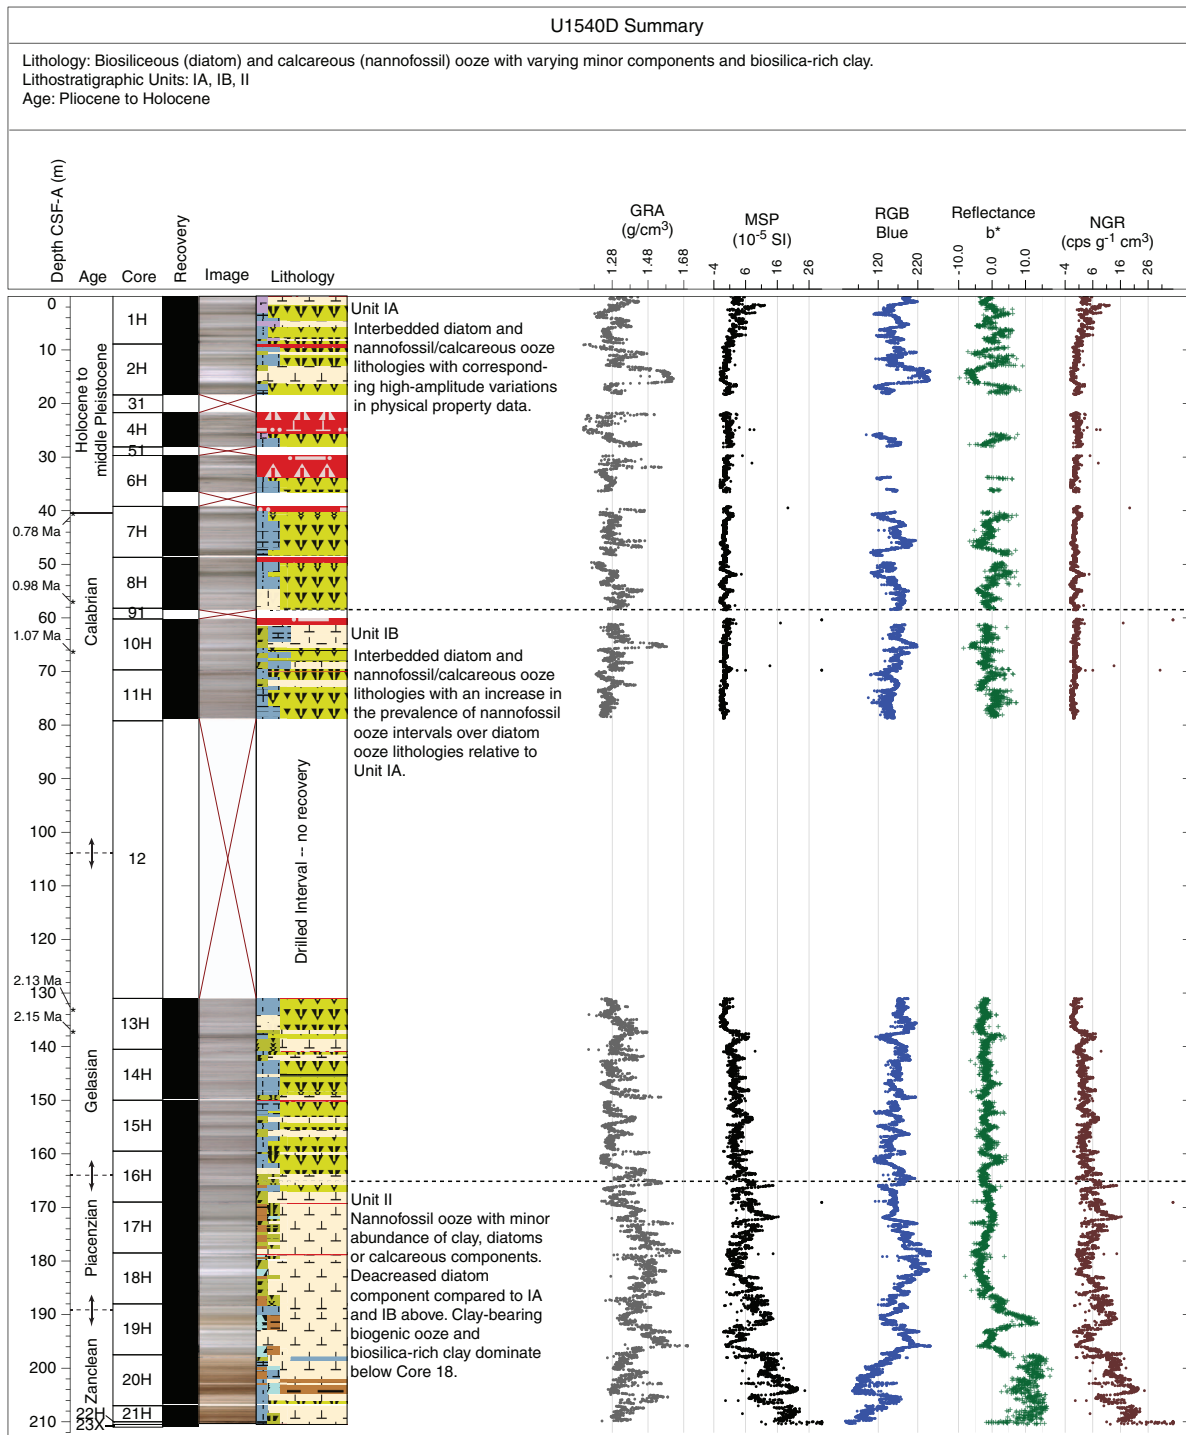 U1540D Summary
Lithology: Biosiliceous (diatom) and calcareous (nannofossil) ooze with varying minor components and biosilica-rich clay.
Lithostratigraphic Units: IA, IB, II
Age: Pliocene to Holocene
Depth CSF-A (m)
Age
Core
Recovery
Image
Lithology
GRA
(g/cm3)
1.28 1.48 1.68
MSP
(10-5 SI)
-4 6 16 26
RGB
Blue
120 220
Reflectance
b*
-10.0 0.0 10.0
NGR
(cps g-1 cm3)
-4 6 16 26
0
10
20
30
40
50
60
70
80
90
100
110
120
130
140
150
160
170
180
190
200
210
0.78 Ma
0.98 Ma
1.07 Ma
2.13 Ma
2.15 Ma
Holocene to
middle Pleistocene
Calabrian
Gelasian
Piacenzian
Zanclean
1H
2H
31
4H
51
6H
7H
8H
91
10H
11H
12
13H
14H
15H
16H
17H
18H
19H
20H
21H
22H
23X
Drilled Interval -- no recovery
Unit IA
Interbedded diatom and
nannofossil/calcareous ooze
lithologies with correspond-
ing high-amplitude variations
in physical property data.
Unit IB
Interbedded diatom and
nannofossil/calcareous ooze
lithologies with an increase in
the prevalence of nannofossil
ooze intervals over diatom
ooze lithologies relative to
Unit IA.
Unit II
Nannofossil ooze with minor
abundance of clay, diatoms
or calcareous components.
Deacreased diatom
component compared to IA
and IB above. Clay-bearing
biogenic ooze and
biosilica-rich clay dominate
below Core 18.